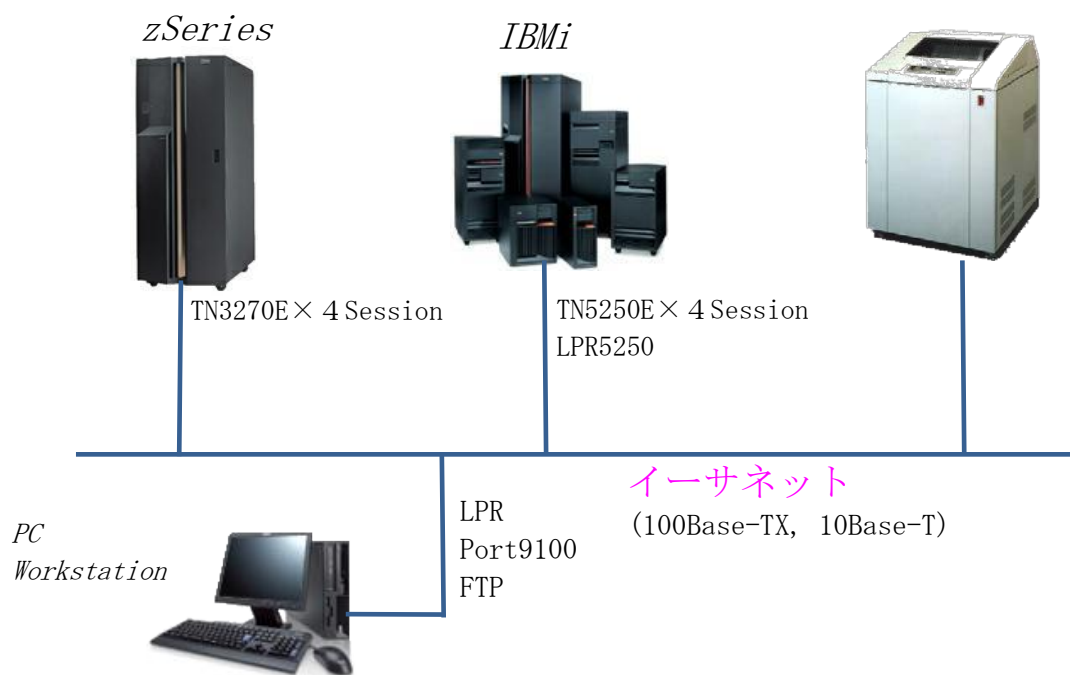 zSeries
IBMi
TN3270E×４Session
TN5250E×４Session
LPR5250
イーサネット
(100Base-TX, 10Base-T)
LPR
Port9100
FTP
PC
Workstation